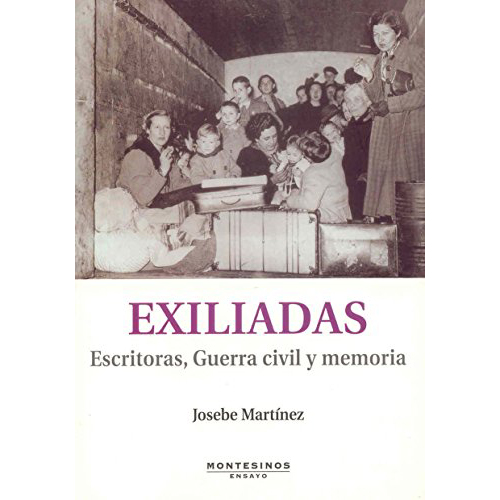 EXILIADAS
Escritoras, Guerra civil y memoria
Josebe Martínez
MONTESINOS
ENSAYO